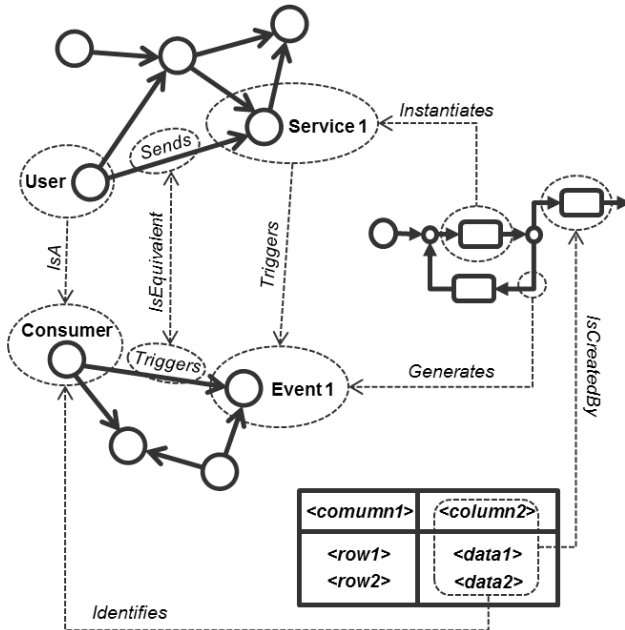 Service 1
Instantiates
Sends
User
IsA
IsEquivalent
Triggers
IsCreatedBy
Consumer
Triggers
Event 1
Generates
<comumn1> <column2>
<row1> <data1>
<row2> <data2>
Identifies